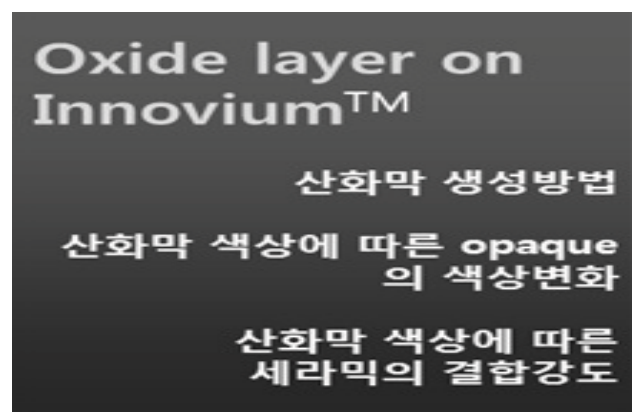 Oxide layer on
Innovium™
산화막 생성방법
산화막 색상에 따른 opaque
의 색상변화
산화막 색상에 따른
세라믹의 결합강도